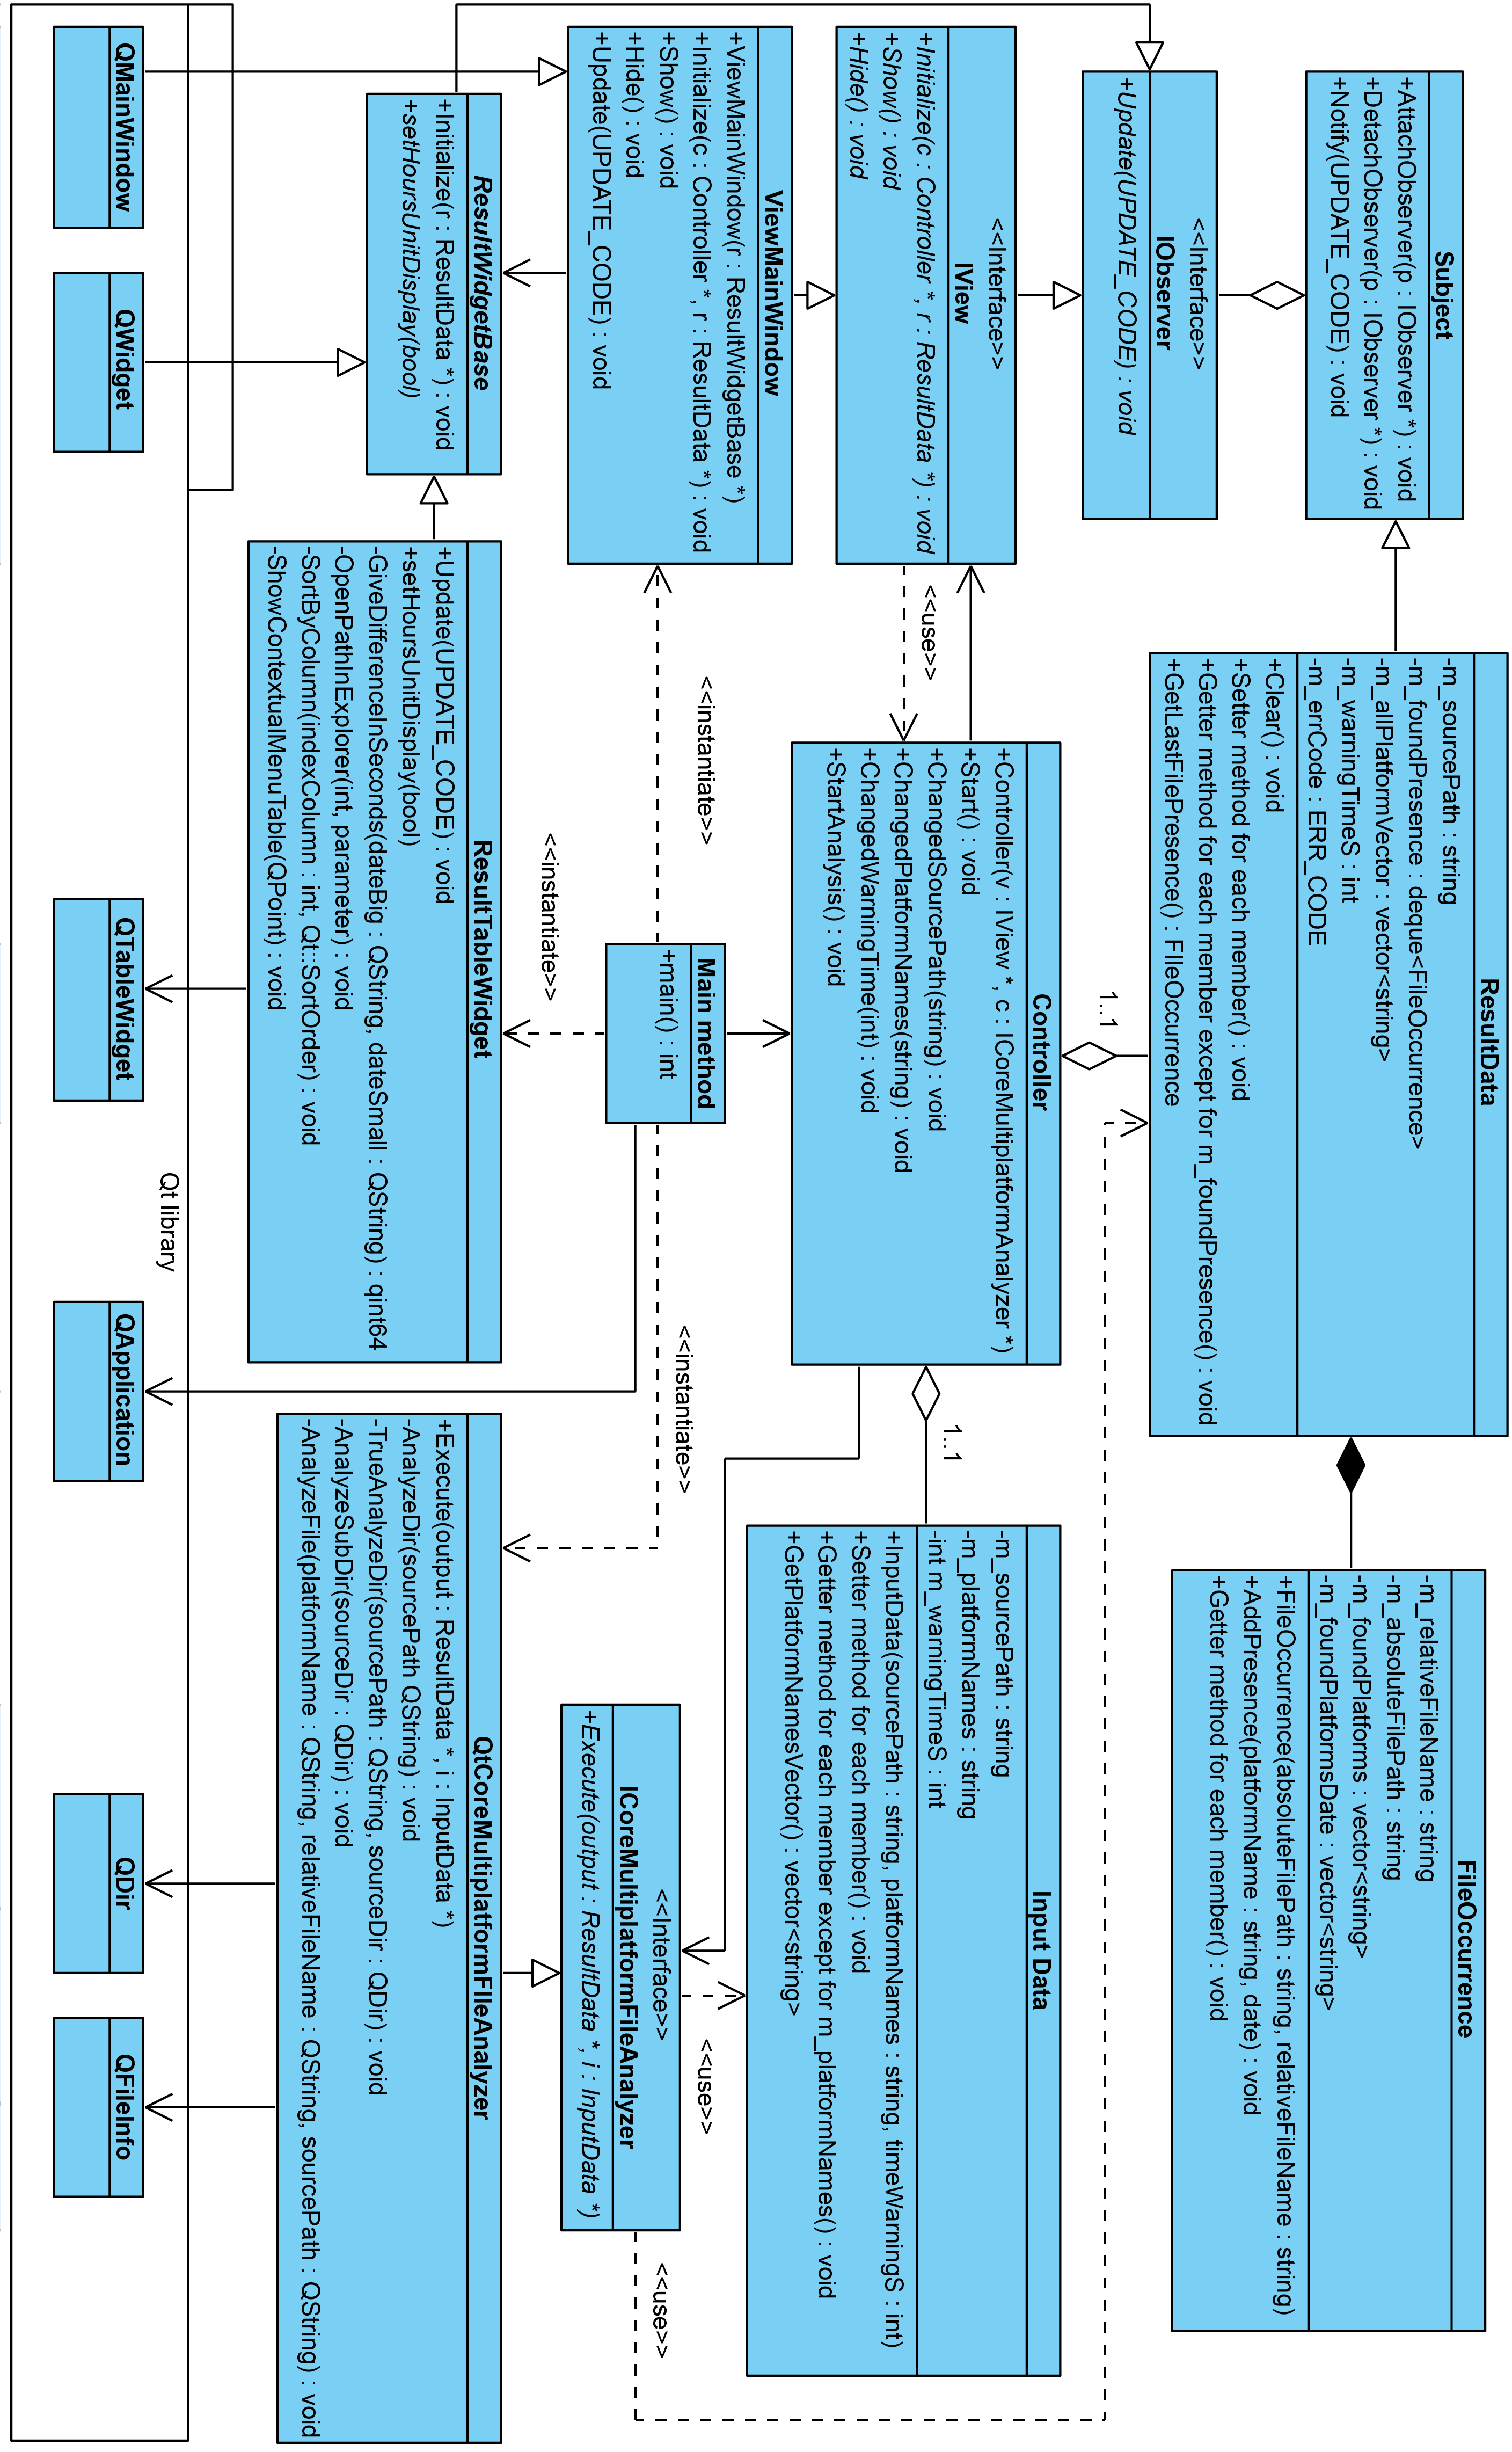 Subject
+AttachObserver(p : IObserver *) : void
+DetachObserver(p : IObserver *) : void
+Notify(UPDATE_CODE) : void
ResultData
-m_sourcePath : string
-m_foundPresence : deque<FileOccurrence>
-m_allPlatformVector : vector<string>
-m_warningTimeS : int
-m_errCode : ERR_CODE
+Clear() : void
+Setter method for each member() : void
+Getter method for each member except for m_foundPresence() : void
+GetLastFilePresence() : FIleOccurrence
FileOccurrence
-m_relativeFileName : string
-m_absoluteFilePath : string
-m_foundPlatforms : vector<string>
-m_foundPlatformsDate : vector<string>
+FileOccurrence(absoluteFilePath : string, relativeFileName : string)
+AddPresence(platformName : string, date) : void
+Getter method for each member() : void
<<Interface>>
IObserver
+Update(UPDATE_CODE) : void
1..1
<<Interface>>
IView
+Initialize(c : Controller *, r : ResultData *) : void
+Show() : void
+Hide() : void
<<use>>
Controller
+Controller(v : IView *, c : ICoreMultiplatformAnalyzer *)
+Start() : void
+ChangedSourcePath(string) : void
+ChangedPlatformNames(string) : void
+ChangedWarningTime(int) : void
+StartAnalysis() : void
1..1
Input Data
-m_sourcePath : string
-m_platformNames : string
-int m_warningTimeS : int
+InputData(sourcePath : string, platformNames : string, timeWarningS : int)
+Setter method for each member() : void
+Getter method for each member except for m_platformNames() : void
+GetPlatformNamesVector() : vector<string>
ViewMainWindow
+ViewMainWindow(r : ResultWidgetBase *)
+Initialize(c : Controller *, r : ResultData *) : void
+Show() : void
+Hide() : void
+Update(UPDATE_CODE) : void
<<instantiate>>
Main method
+main() : int
<<instantiate>>
<<use>>
<<Interface>>
ICoreMultiplatformFileAnalyzer
+Execute(output : ResultData *, i : InputData *)
<<use>>
<<instantiate>>
ResultWidgetBase
+Initialize(r : ResultData *) : void
+setHoursUnitDisplay(bool)
ResultTableWidget
+Update(UPDATE_CODE) : void
+setHoursUnitDisplay(bool)
-GiveDifferenceInSeconds(dateBig : QString, dateSmall : QString) : qint64
-OpenPathInExplorer(int, parameter) : void
-SortByColumn(indexColumn : int, Qt::SortOrder) : void
-ShowContextualMenuTable(QPoint) : void
QtCoreMultiplatformFIleAnalyzer
+Execute(output : ResultData *, i : InputData *)
-AnalyzeDir(sourcePath QString) : void
-TrueAnalyzeDir(sourcePath : QString, sourceDir : QDir) : void
-AnalyzeSubDir(sourceDir : QDir) : void
-AnalyzeFile(platformName : QString, relativeFileName : QString, sourcePath : QString) : void
Qt library
QMainWindow
QWidget
QTableWidget
QApplication
QDir
QFileInfo